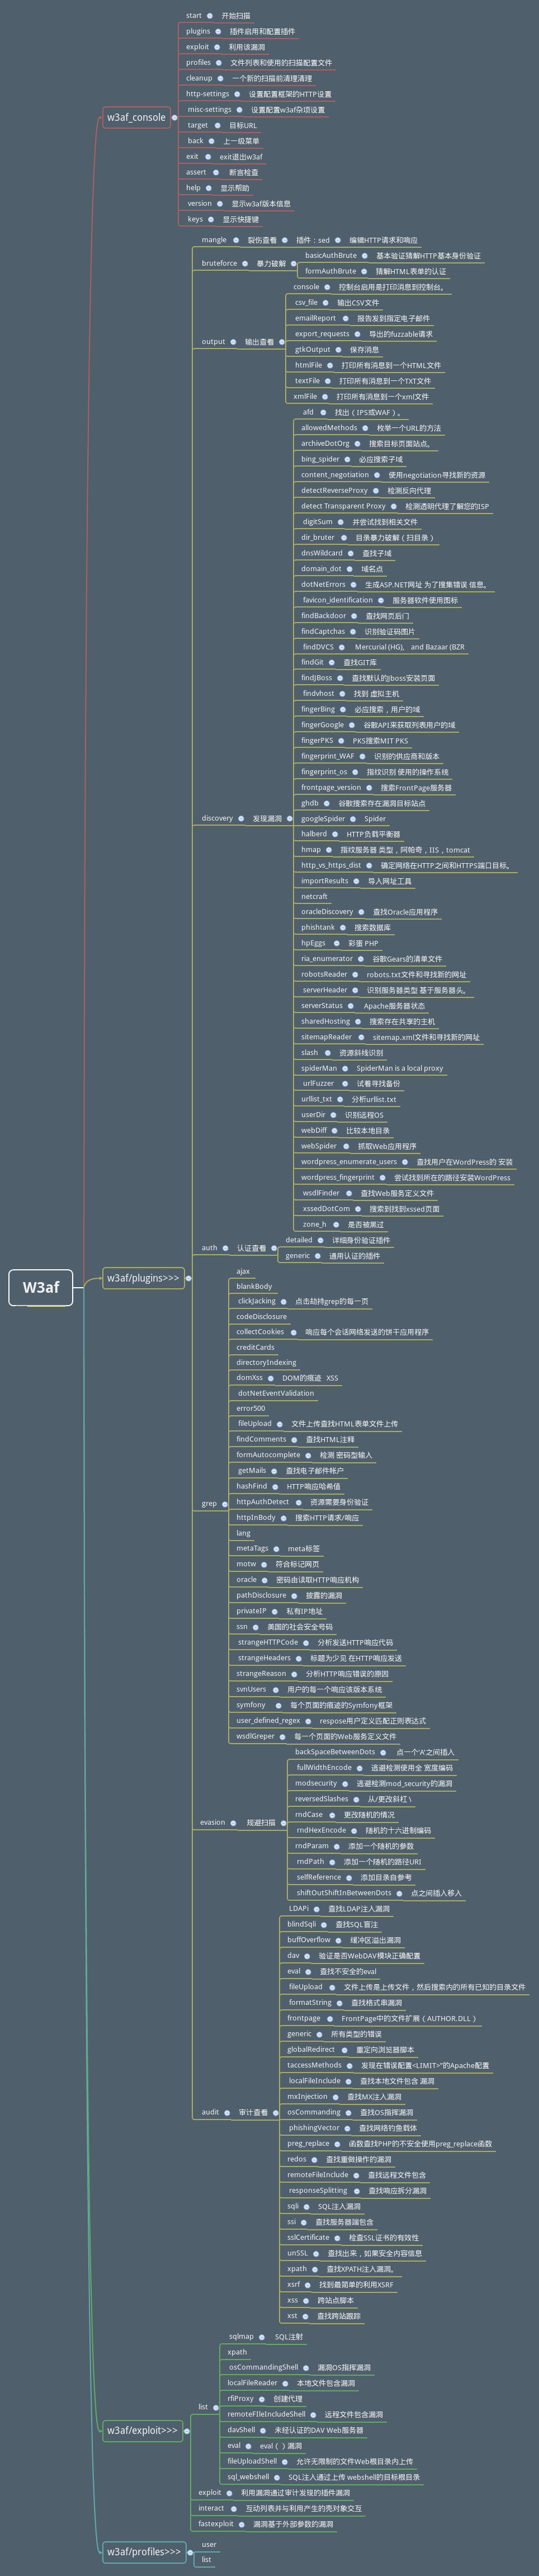 W3af
w3af_console
start 开始扫描
plugins 插件启用和配置插件
exploit 利用该漏洞
profiles 文件列表和使用的扫描配置文件
cleanup 一个新的扫描前清理清理
http-settings 设置配置框架的HTTP设置
misc-settings 设置配置w3af杂项设置
target 目标URL
back 上一级菜单
exit exit退出w3af
assert 断言检查
help 显示帮助
version 显示w3af版本信息
keys 显示快捷键
w3af/plugins>>>
mangle 裂伤查看 插件：sed 编辑HTTP请求和响应
bruteforce 暴力破解
basicAuthBrute 基本验证猜解HTTP基本身份验证
formAuthBrute 猜解HTML表单的认证
output 输出查看
console 控制台启用是打印消息到控制台。
csv_file 输出CSV文件
emailReport 报告发到指定电子邮件
export_requests 导出的fuzzable请求
gtkOutput 保存消息
htmlFile 打印所有消息到一个HTML文件
textFile 打印所有消息到一个TXT文件
xmlFile 打印所有消息到一个xml文件
discovery 发现漏洞
afd 找出（IPS或WAF）。
allowedMethods 枚举一个URL的方法
archiveDotOrg 搜索目标页面站点。
bing_spider 必应搜索子域
content_negotiation 使用negotiation寻找新的资源
detectReverseProxy 检测反向代理
detect Transparent Proxy 检测透明代理了解您的ISP
digitSum 并尝试找到相关文件
dir_bruter 目录暴力破解（扫目录）
dnsWildcard 查找子域
domain_dot 域名点
dotNetErrors 生成ASP.NET网址 为了搜集错误 信息。
favicon_identification 服务器软件使用图标
findBackdoor 查找网页后门
findCaptchas 识别验证码图片
findDVCS Mercurial (HG), and Bazaar (BZR
findGit 查找GIT库
findJBoss 查找默认的Jboss安装页面
findvhost 找到 虚拟主机
fingerBing 必应搜索，用户的域
fingerGoogle 谷歌API来获取列表用户的域
fingerPKS PKS搜索MIT PKS
fingerprint_WAF 识别的供应商和版本
fingerprint_os 指纹识别 使用的操作系统
frontpage_version 搜索FrontPage服务器
ghdb 谷歌搜索存在漏洞目标站点
googleSpider Spider
halberd HTTP负载平衡器
hmap 指纹服务器 类型，阿帕奇，IIS，tomcat
http_vs_https_dist 确定网络在HTTP之间和HTTPS端口目标。
importResults 导入网址工具
netcraft
oracleDiscovery 查找Oracle应用程序
phishtank 搜索数据库
hpEggs 彩蛋 PHP
ria_enumerator 谷歌Gears的清单文件
robotsReader robots.txt文件和寻找新的网址
serverHeader 识别服务器类型 基于服务器头。
serverStatus Apache服务器状态
sharedHosting 搜索存在共享的主机
sitemapReader sitemap.xml文件和寻找新的网址
slash 资源斜线识别
spiderMan SpiderMan is a local proxy
urlFuzzer 试着寻找备份
urllist_txt 分析urllist.txt
userDir 识别远程OS
webDiff 比较本地目录
webSpider 抓取Web应用程序
wordpress_enumerate_users 查找用户在WordPress的 安装
wordpress_fingerprint 尝试找到所在的路径安装WordPress
wsdlFinder 查找Web服务定义文件
xssedDotCom 搜索到找到xssed页面
zone_h 是否被黑过
auth 认证查看
detailed 详细身份验证插件
generic 通用认证的插件
grep
ajax
blankBody
clickJacking 点击劫持grep的每一页
codeDisclosure
collectCookies 响应每个会话网络发送的饼干应用程序
creditCards
directoryIndexing
domXss DOM的痕迹 XSS
dotNetEventValidation
error500
fileUpload 文件上传查找HTML表单文件上传
findComments 查找HTML注释
formAutocomplete 检测 密码型输入
getMails 查找电子邮件帐户
hashFind HTTP响应哈希值
httpAuthDetect 资源需要身份验证
httpInBody 搜索HTTP请求/响应
lang
metaTags meta标签
motw 符合标记网页
oracle 密码由读取HTTP响应机构
pathDisclosure 披露的漏洞
privateIP 私有IP地址
ssn 美国的社会安全号码
strangeHTTPCode 分析发送HTTP响应代码
strangeHeaders 标题为少见 在HTTP响应发送
strangeReason 分析HTTP响应错误的原因
svnUsers 用户的每一个响应该版本系统
symfony 每个页面的痕迹的Symfony框架
user_defined_regex respose用户定义匹配正则表达式
wsdlGreper 每一个页面的Web服务定义文件
evasion 规避扫描
backSpaceBetweenDots 点一个‘A’之间插入
fullWidthEncode 逃避检测使用全 宽度编码
modsecurity 逃避检测mod_security的漏洞
reversedSlashes 从/更改斜杠 \
rndCase 更改随机的情况
rndHexEncode 随机的十六进制编码
rndParam 添加一个随机的参数
rndPath 添加一个随机的路径URI
selfReference 添加目录自参考
shiftOutShiftInBetweenDots 点之间插入移入
audit 审计查看
LDAPi 查找LDAP注入漏洞
blindSqli 查找SQL盲注
buffOverflow 缓冲区溢出漏洞
dav 验证是否WebDAV模块正确配置
eval 查找不安全的eval
fileUpload 文件上传是上传文件，然后搜索内的所有已知的目录文件
formatString 查找格式串漏洞
frontpage FrontPage中的文件扩展（AUTHOR.DLL）
generic 所有类型的错误
globalRedirect 重定向浏览器脚本
taccessMethods 发现在错误配置<LIMIT>"的Apache配置
localFileInclude 查找本地文件包含 漏洞
mxInjection 查找MX注入漏洞
osCommanding 查找OS指挥漏洞
phishingVector 查找网络钓鱼载体
preg_replace 函数查找PHP的不安全使用preg_replace函数
redos 查找重做操作的漏洞
remoteFileInclude 查找远程文件包含
responseSplitting 查找响应拆分漏洞
sqli SQL注入漏洞
ssi 查找服务器端包含
sslCertificate 检查SSL证书的有效性
unSSL 查找出来，如果安全内容信息
xpath 查找XPATH注入漏洞。
xsrf 找到最简单的利用XSRF
xss 跨站点脚本
xst 查找跨站跟踪
w3af/exploit>>>
list
sqlmap SQL注射
xpath
osCommandingShell 漏洞OS指挥漏洞
localFileReader 本地文件包含漏洞
rfiProxy 创建代理
remoteFIleIncludeShell 远程文件包含漏洞
davShell 未经认证的DAV Web服务器
eval eval（）漏洞
fileUploadShell 允许无限制的文件Web根目录内上传
sql_webshell SQL注入通过上传 webshell的目标根目录
exploit 利用漏洞通过审计发现的插件漏洞
interact 互动列表并与利用产生的壳对象交互
fastexploit 漏洞基于外部参数的漏洞
w3af/profiles>>>
user
list